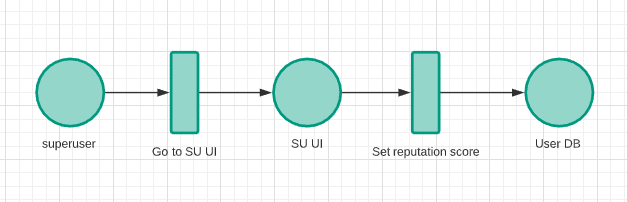 superuser
Go to SU UI
SU UI
Set reputation score
User DB